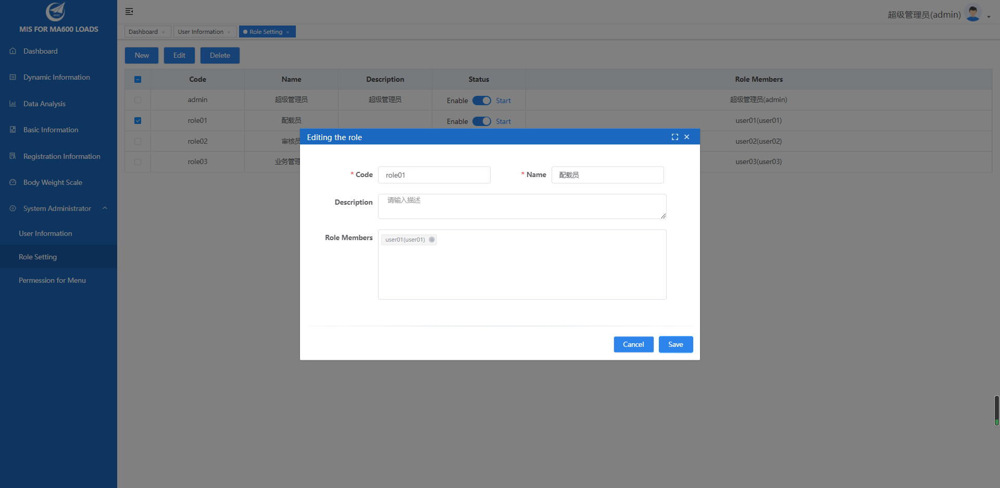 MIS FOR MA600 LOADS
Dashboard
Dynamic Information
Data Analysis
Basic Information
Registration Information
Body Weight Scale
System Administrator
User Information
Role Setting
Permession for Menu
超级管理员(admin)
Dashboard
User Information
Role Setting
New Edit Delete
Code Name Description Status Role Members
admin 超级管理员 超级管理员 Enable Start 超级管理员(admin)
role01 配载员 Enable Start user01(user01)
role02 审核员 user02(user02)
role03 业务管理 user03(user03)
Editing the role
* Code role01 * Name 配载员
Description 请输入描述
Role Members user01(user01)
Cancel Save